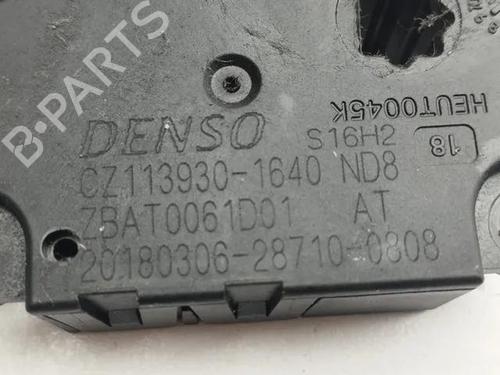 B-PARTS
DENSO S16H2
CZ113930-1640 ND8
ZBAT0061D01 AT
20180306-28710-0808
HEUT0045K
18